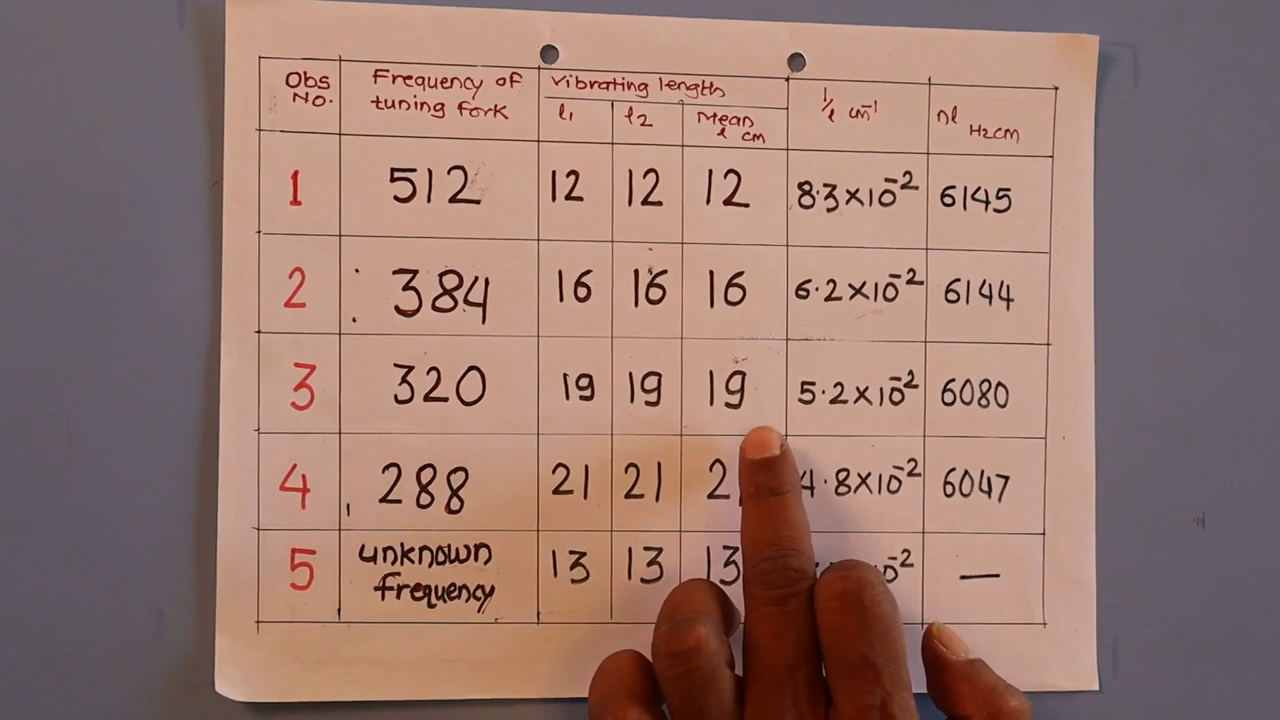 Obs No. Frequency of tuning fork Vibrating length 1/l cm⁻¹ nl HzCM
l1 l2 Mean l cm
1 512 12 12 12 8.3×10⁻² 6145
2 384 16 16 16 6.2×10⁻² 6144
3 320 19 19 19 5.2×10⁻² 6080
4 288 21 21 4.8×10⁻² 6047
5 unknown frequency 13 13 13 —